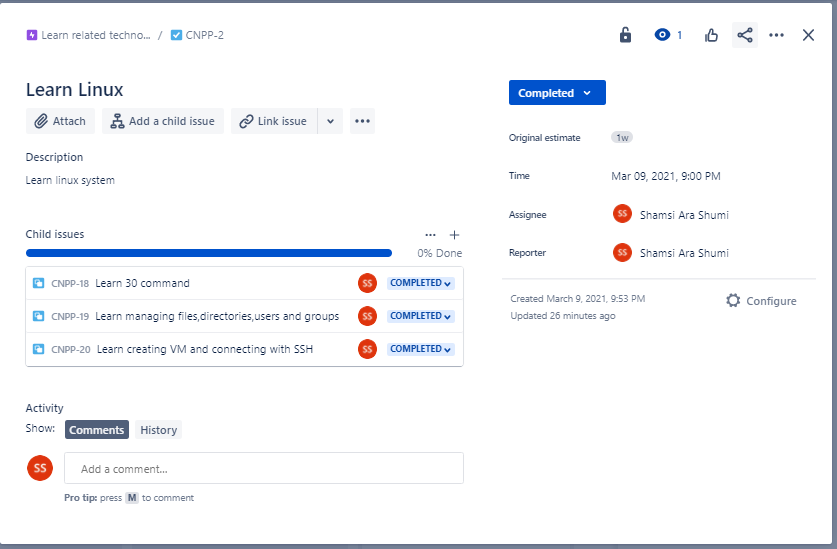 Learn related techno... / CNPP-2
1
Learn Linux
Attach Add a child issue Link issue
Description
Learn linux system
Child issues
0% Done
CNPP-18 Learn 30 command SS COMPLETED
CNPP-19 Learn managing files,directories,users and groups SS COMPLETED
CNPP-20 Learn creating VM and connecting with SSH SS COMPLETED
Activity
Show: Comments History
SS Add a comment...
Pro tip: press M to comment
Completed
Original estimate 1w
Time Mar 09, 2021, 9:00 PM
Assignee SS Shamsi Ara Shumi
Reporter SS Shamsi Ara Shumi
Created March 9, 2021, 9:53 PM
Configure
Updated 26 minutes ago